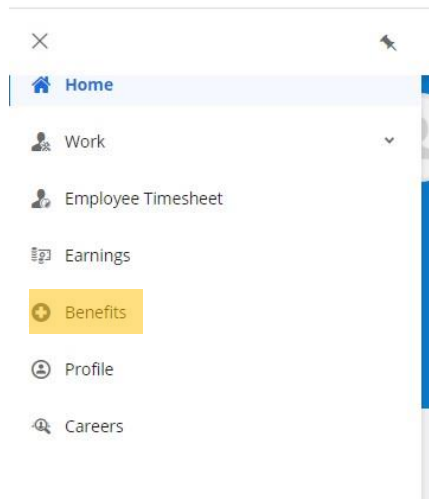 Home
Work
Employee Timesheet
Earnings
Benefits
Profile
Careers